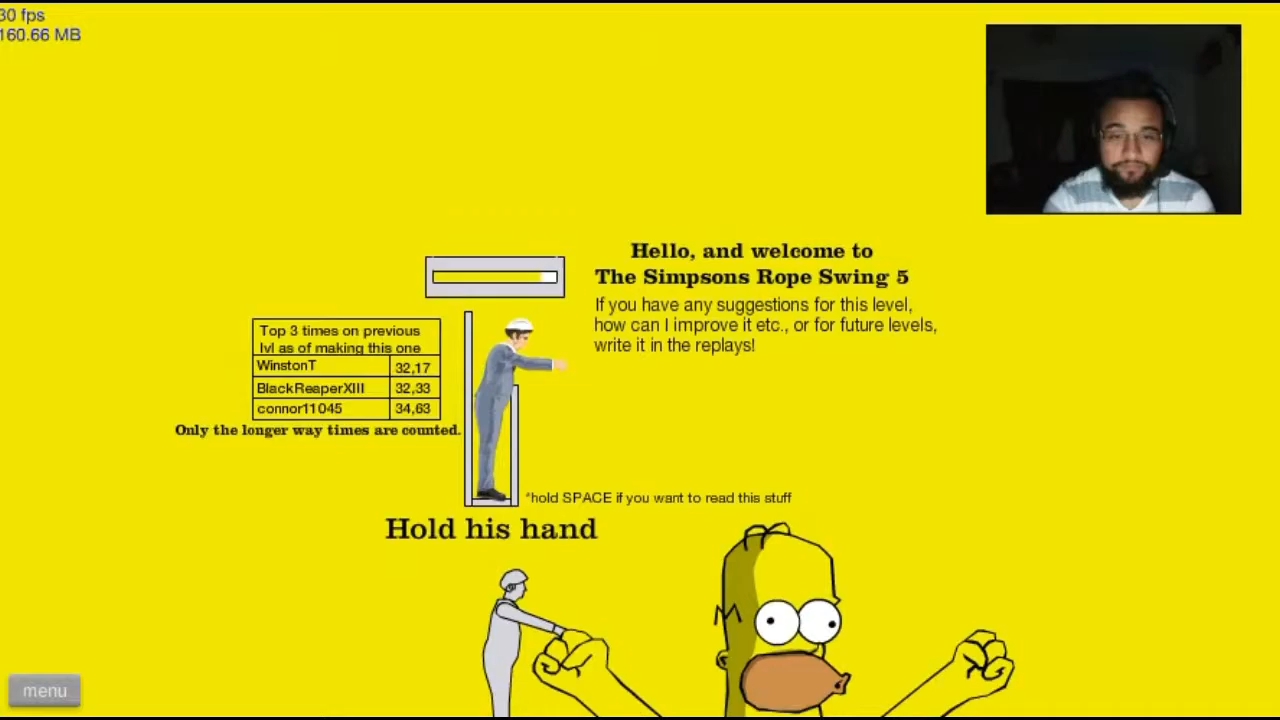 30 fps
160.66 MB
Hello, and welcome to
The Simpsons Rope Swing 5
If you have any suggestions for this level,
how can I improve it etc., or for future levels,
write it in the replays!
Top 3 times on previous
lvl as of making this one
WinstonT 32,17
BlackReaperXIII 32,33
connor11045 34,63
Only the longer way times are counted.
*hold SPACE if you want to read this stuff
Hold his hand
menu